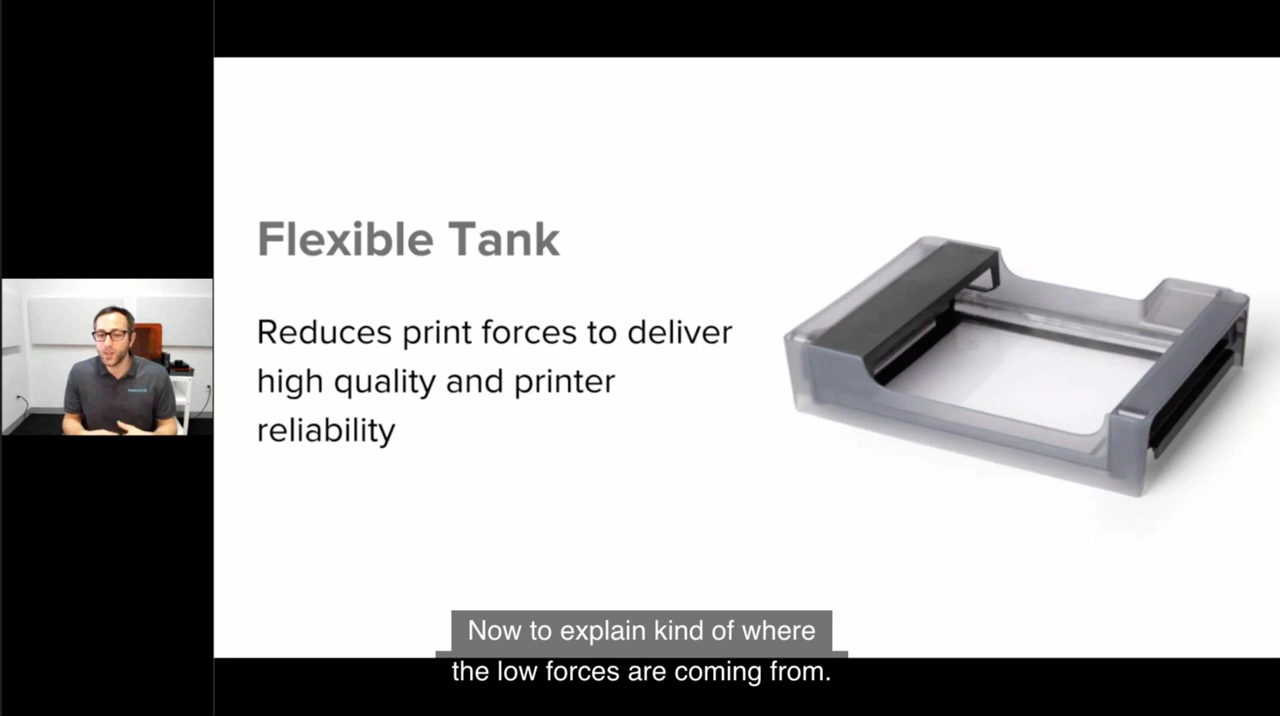 Flexible Tank
Reduces print forces to deliver
high quality and printer
reliability
Now to explain kind of where
the low forces are coming from.